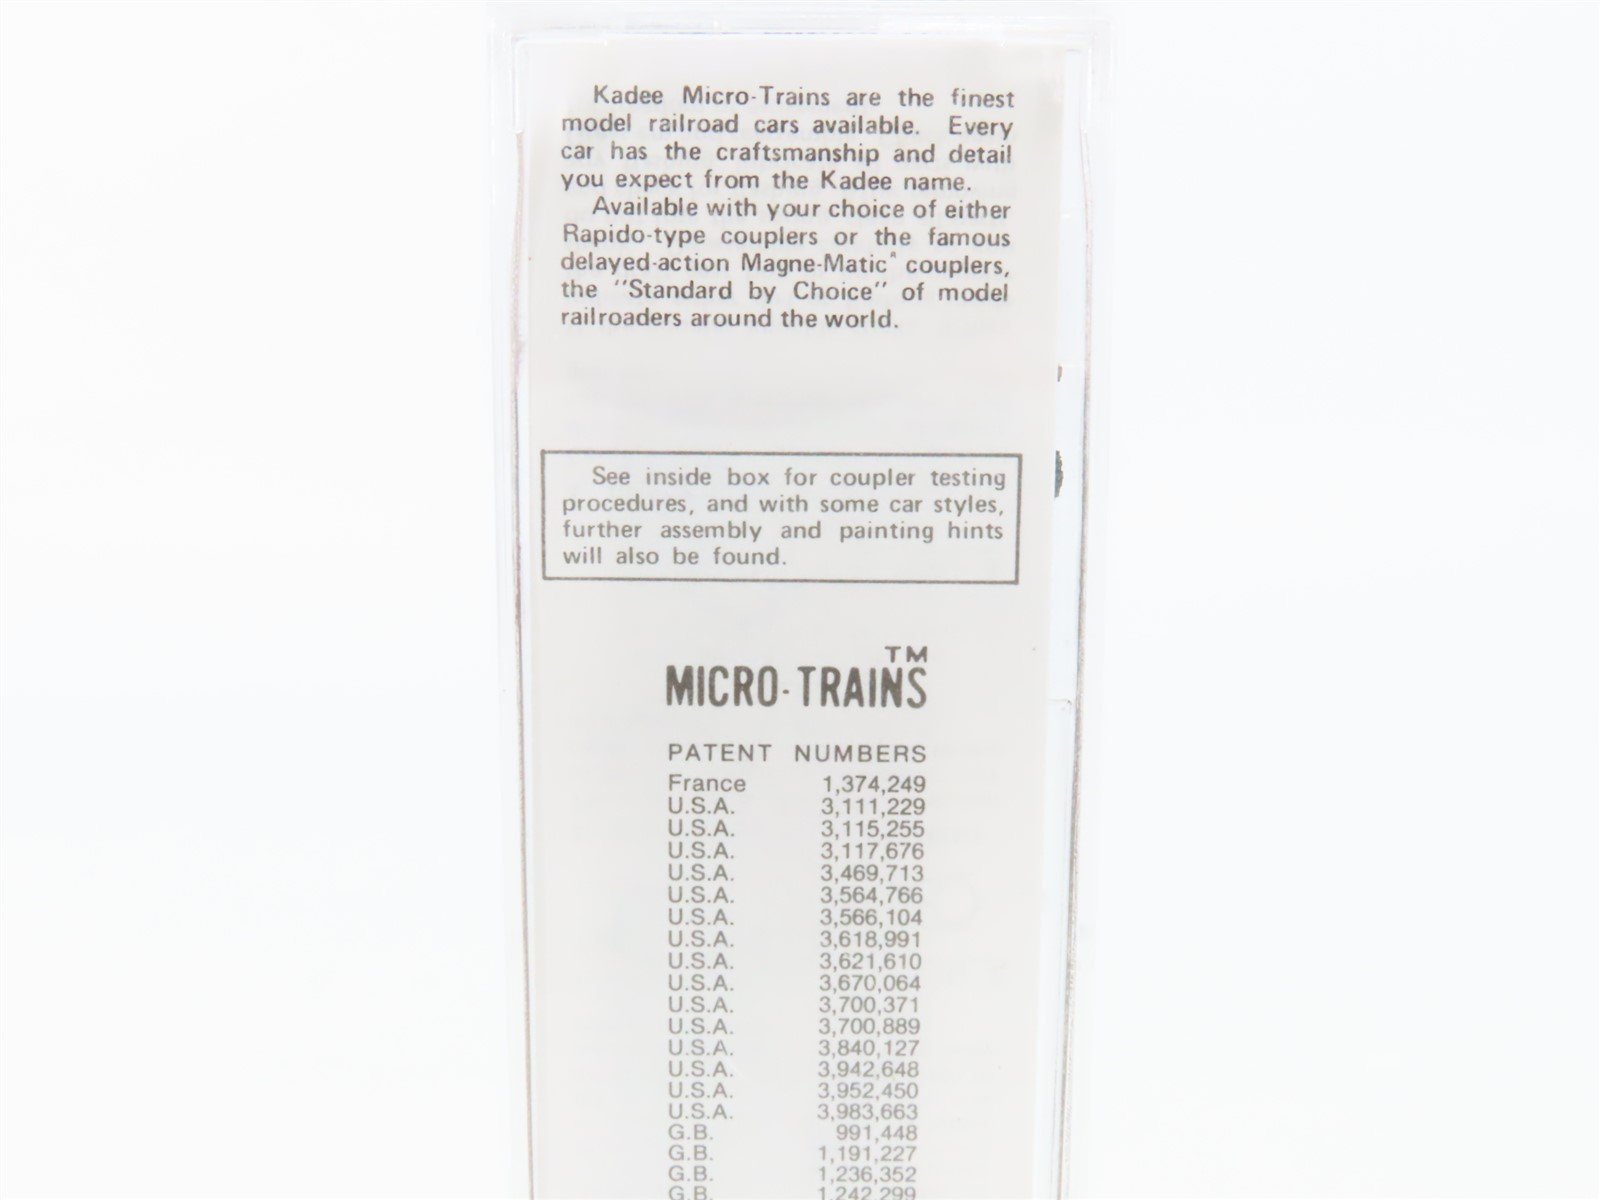 Kadee Micro-Trains are the finest
model railroad cars available. Every
car has the craftsmanship and detail
you expect from the Kadee name.
Available with your choice of either
Rapido-type couplers or the famous
delayed-action Magne-Matic® couplers,
the "Standard by Choice" of model
railroaders around the world.
See inside box for coupler testing
procedures, and with some car styles,
further assembly and painting hints
will also be found.
MICRO-TRAINS™
PATENT NUMBERS
France 1,374,249
U.S.A. 3,111,229
U.S.A. 3,115,255
U.S.A. 3,117,676
U.S.A. 3,469,713
U.S.A. 3,564,766
U.S.A. 3,566,104
U.S.A. 3,618,991
U.S.A. 3,621,610
U.S.A. 3,670,064
U.S.A. 3,700,371
U.S.A. 3,700,889
U.S.A. 3,840,127
U.S.A. 3,942,648
U.S.A. 3,952,450
U.S.A. 3,983,663
G.B. 991,448
G.B. 1,191,227
G.B. 1,236,352
G.B. 1,242,299